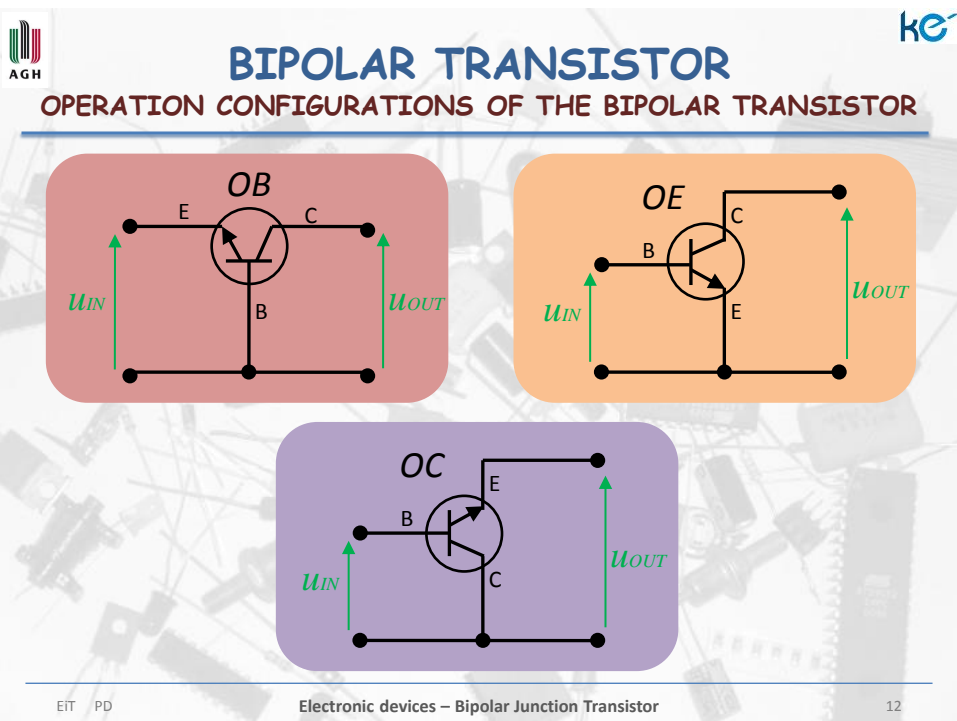 AGH
ke
BIPOLAR TRANSISTOR
OPERATION CONFIGURATIONS OF THE BIPOLAR TRANSISTOR
OB
E
C
B
uIN
uOUT
OE
C
B
E
uIN
uOUT
OC
E
B
C
uIN
uOUT
EiT PD
Electronic devices – Bipolar Junction Transistor
12